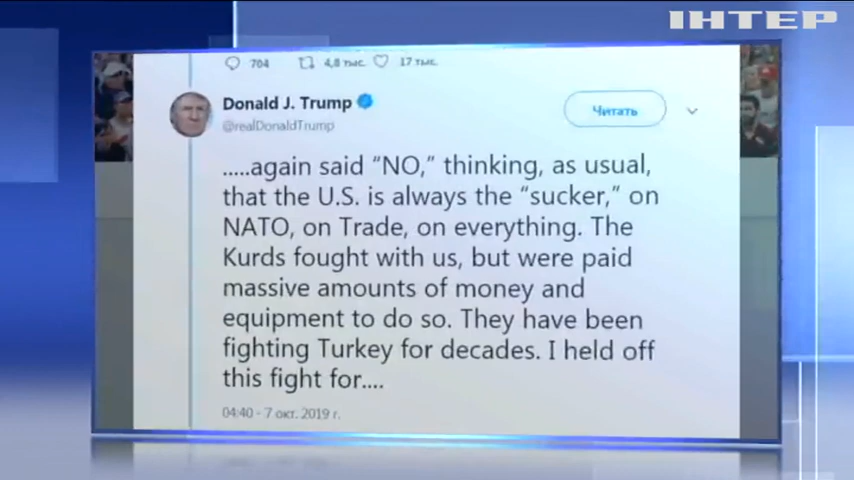 ІНТЕР
704 4,8 тыс. 17 тыс.
Donald J. Trump
@realDonaldTrump
Читать
.....again said “NO,” thinking, as usual,
that the U.S. is always the “sucker,” on
NATO, on Trade, on everything. The
Kurds fought with us, but were paid
massive amounts of money and
equipment to do so. They have been
fighting Turkey for decades. I held off
this fight for....
04:40 - 7 окт. 2019 г.